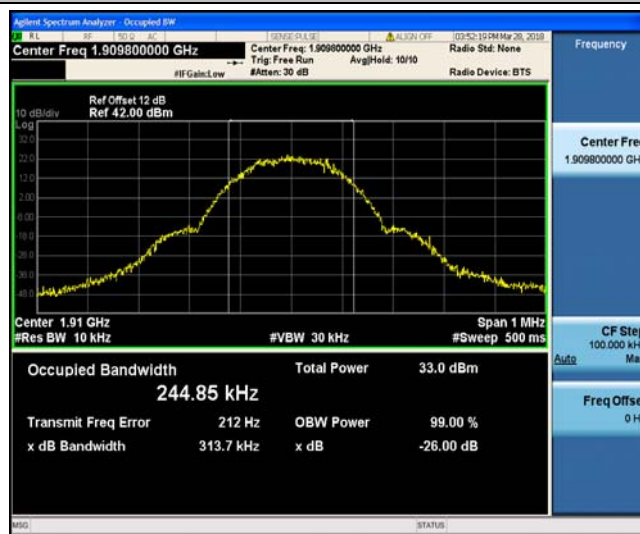 Agilent Spectrum Analyzer - Occupied BW
RL RF 50 Ω AC SENSE:PULSE ALIGN OFF 03:52:19 PM Mar 28, 2018
Center Freq 1.909800000 GHz Center Freq: 1.909800000 GHz Radio Std: None Frequency
Trig: Free Run Avg|Hold: 10/10
#IFGain:Low #Atten: 30 dB Radio Device: BTS
Ref Offset 12 dB
10 dB/div Ref 42.00 dBm
Log
32.0
22.0
12.0
2.00
-8.00
-18.0
-28.0
-38.0
-48.0
Center Fre
1.909800000 GH
Center 1.91 GHz Span 1 MHz
#Res BW 10 kHz #VBW 30 kHz #Sweep 500 ms
CF Step
100.000 kH
Auto Ma
Occupied Bandwidth Total Power 33.0 dBm
244.85 kHz
Transmit Freq Error 212 Hz OBW Power 99.00 %
x dB Bandwidth 313.7 kHz x dB -26.00 dB
Freq Offse
0 H
MSG STATUS